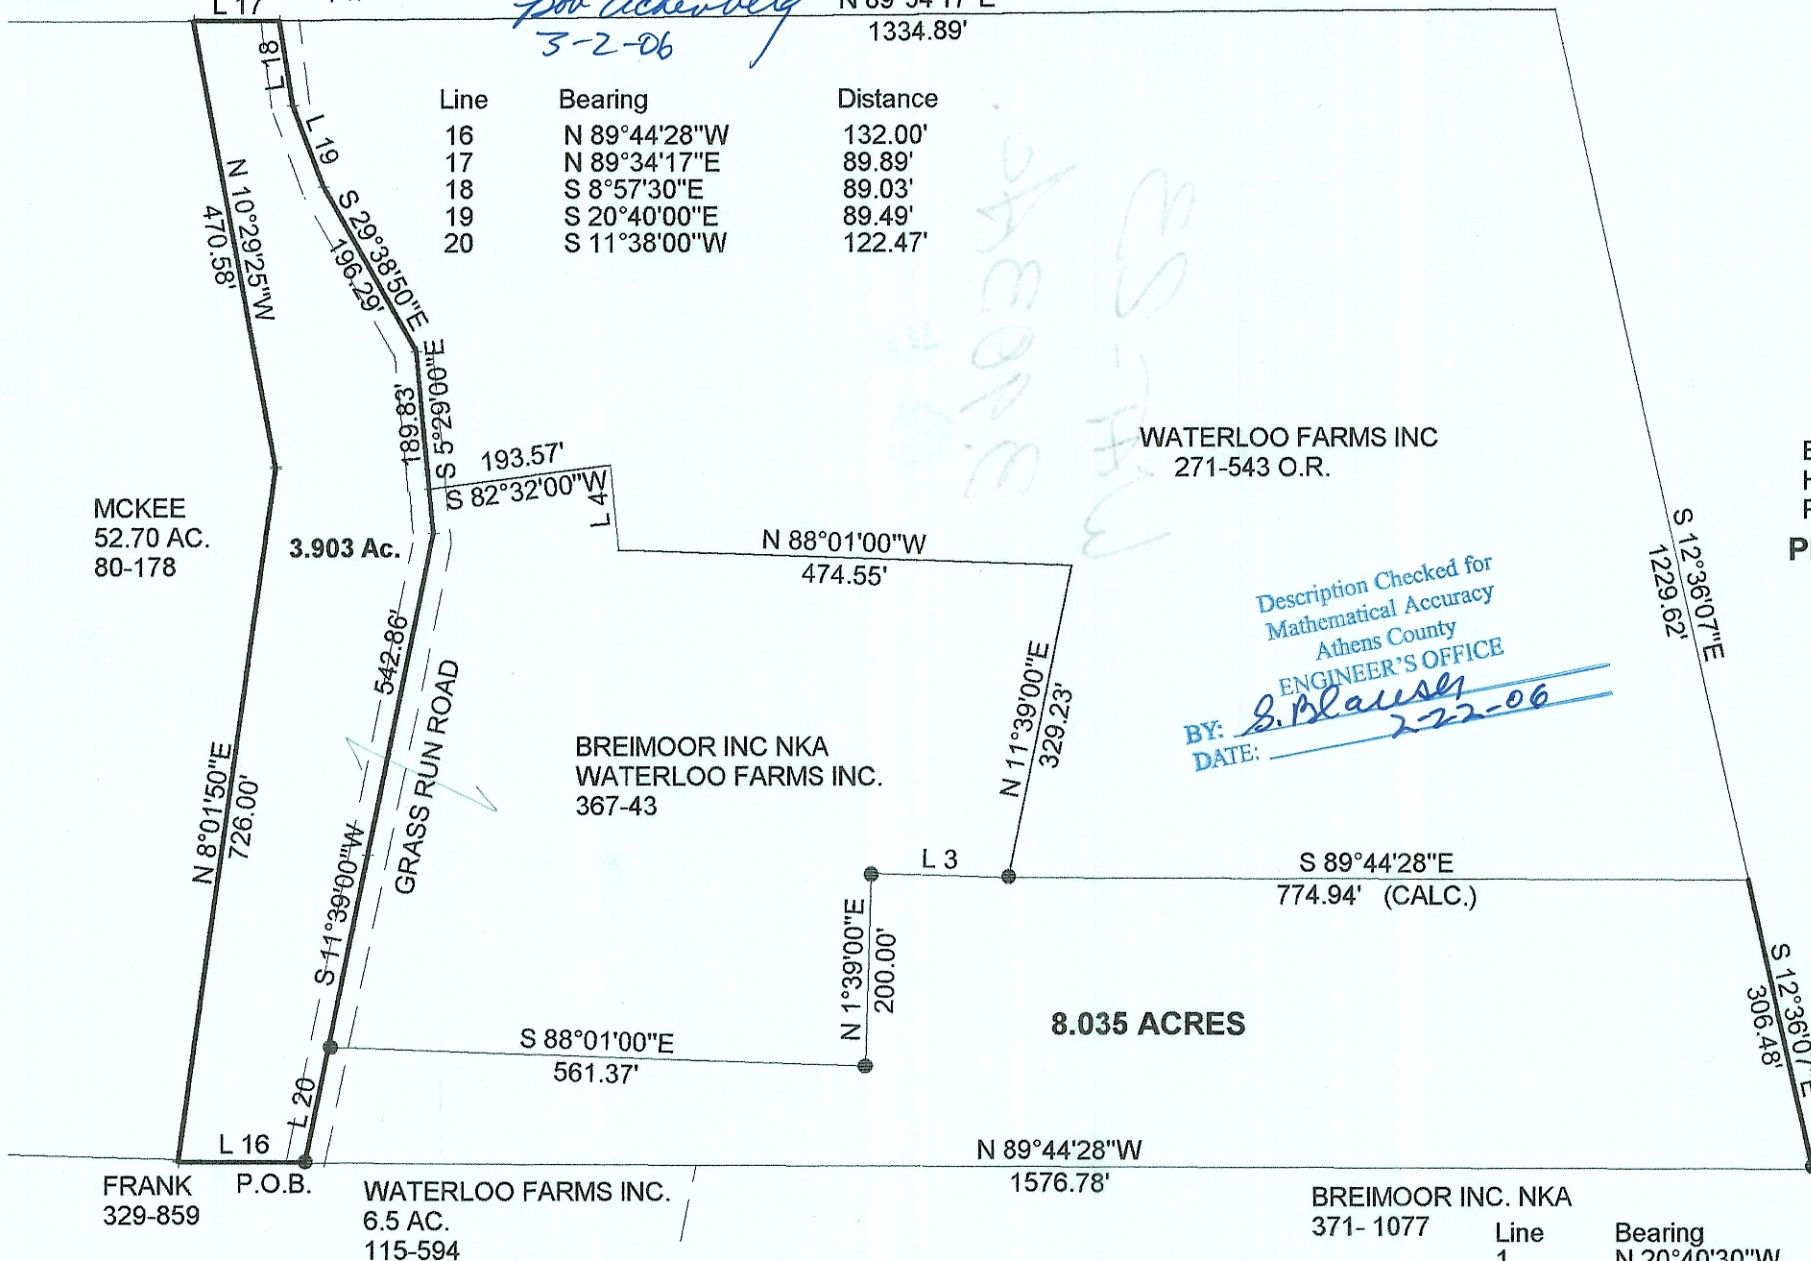 L 17
N 89°34'17"E
1334.89'
3-2-06
L 18
L 19
Line Bearing Distance
16 N 89°44'28"W 132.00'
17 N 89°34'17"E 89.89'
18 S 8°57'30"E 89.03'
19 S 20°40'00"E 89.49'
20 S 11°38'00"W 122.47'
N 10°29'25"W
470.58'
S 29°38'50"E
196.29'
S 5°29'00"E
189.83'
193.57'
S 82°32'00"W
L 4
WATERLOO FARMS INC
271-543 O.R.
MCKEE
52.70 AC.
80-178
3.903 Ac.
N 88°01'00"W
474.55'
S 12°36'07"E
1229.62'
Description Checked for
Mathematical Accuracy
Athens County
ENGINEER'S OFFICE
BY: S. Blauser
DATE: 2-22-06
542.86'
S 11°39'00"W
GRASS RUN ROAD
N 11°39'00"E
329.23'
BREIMOOR INC NKA
WATERLOO FARMS INC.
367-43
N 8°01'50"E
726.00'
L 3
S 89°44'28"E
774.94' (CALC.)
N 1°39'00"E
200.00'
8.035 ACRES
S 12°36'07"E
306.48'
S 88°01'00"E
561.37'
L 20
L 16
N 89°44'28"W
1576.78'
P.O.B.
FRANK
329-859
WATERLOO FARMS INC.
6.5 AC.
115-594
BREIMOOR INC. NKA
371- 1077
Line Bearing
1 N 20°40'30"W